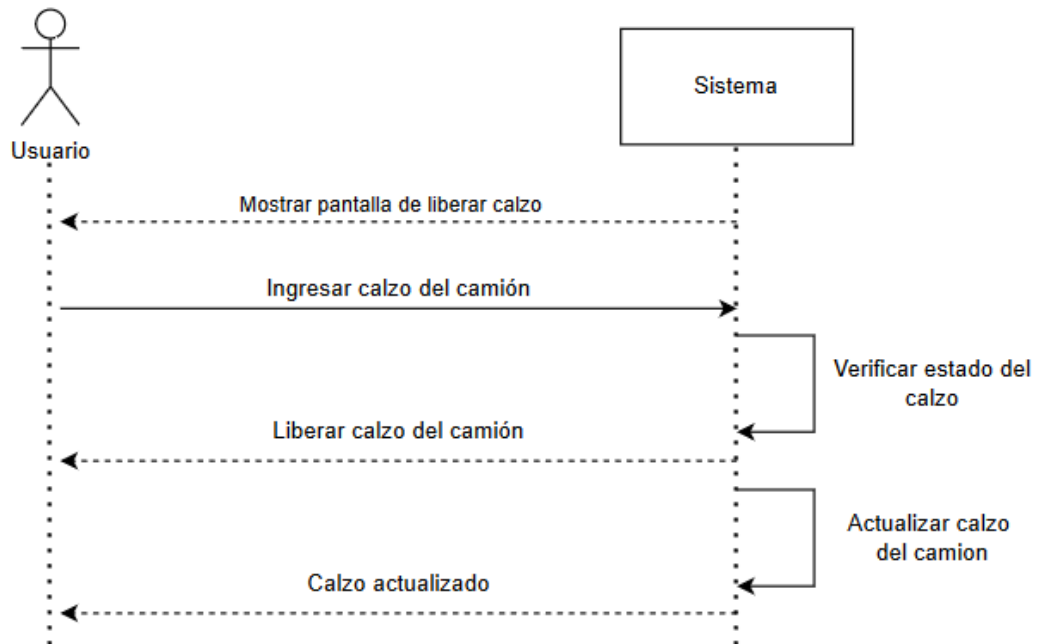 Sistema
Usuario
Mostrar pantalla de liberar calzo
Ingresar calzo del camión
Verificar estado del
calzo
Liberar calzo del camión
Actualizar calzo
del camion
Calzo actualizado